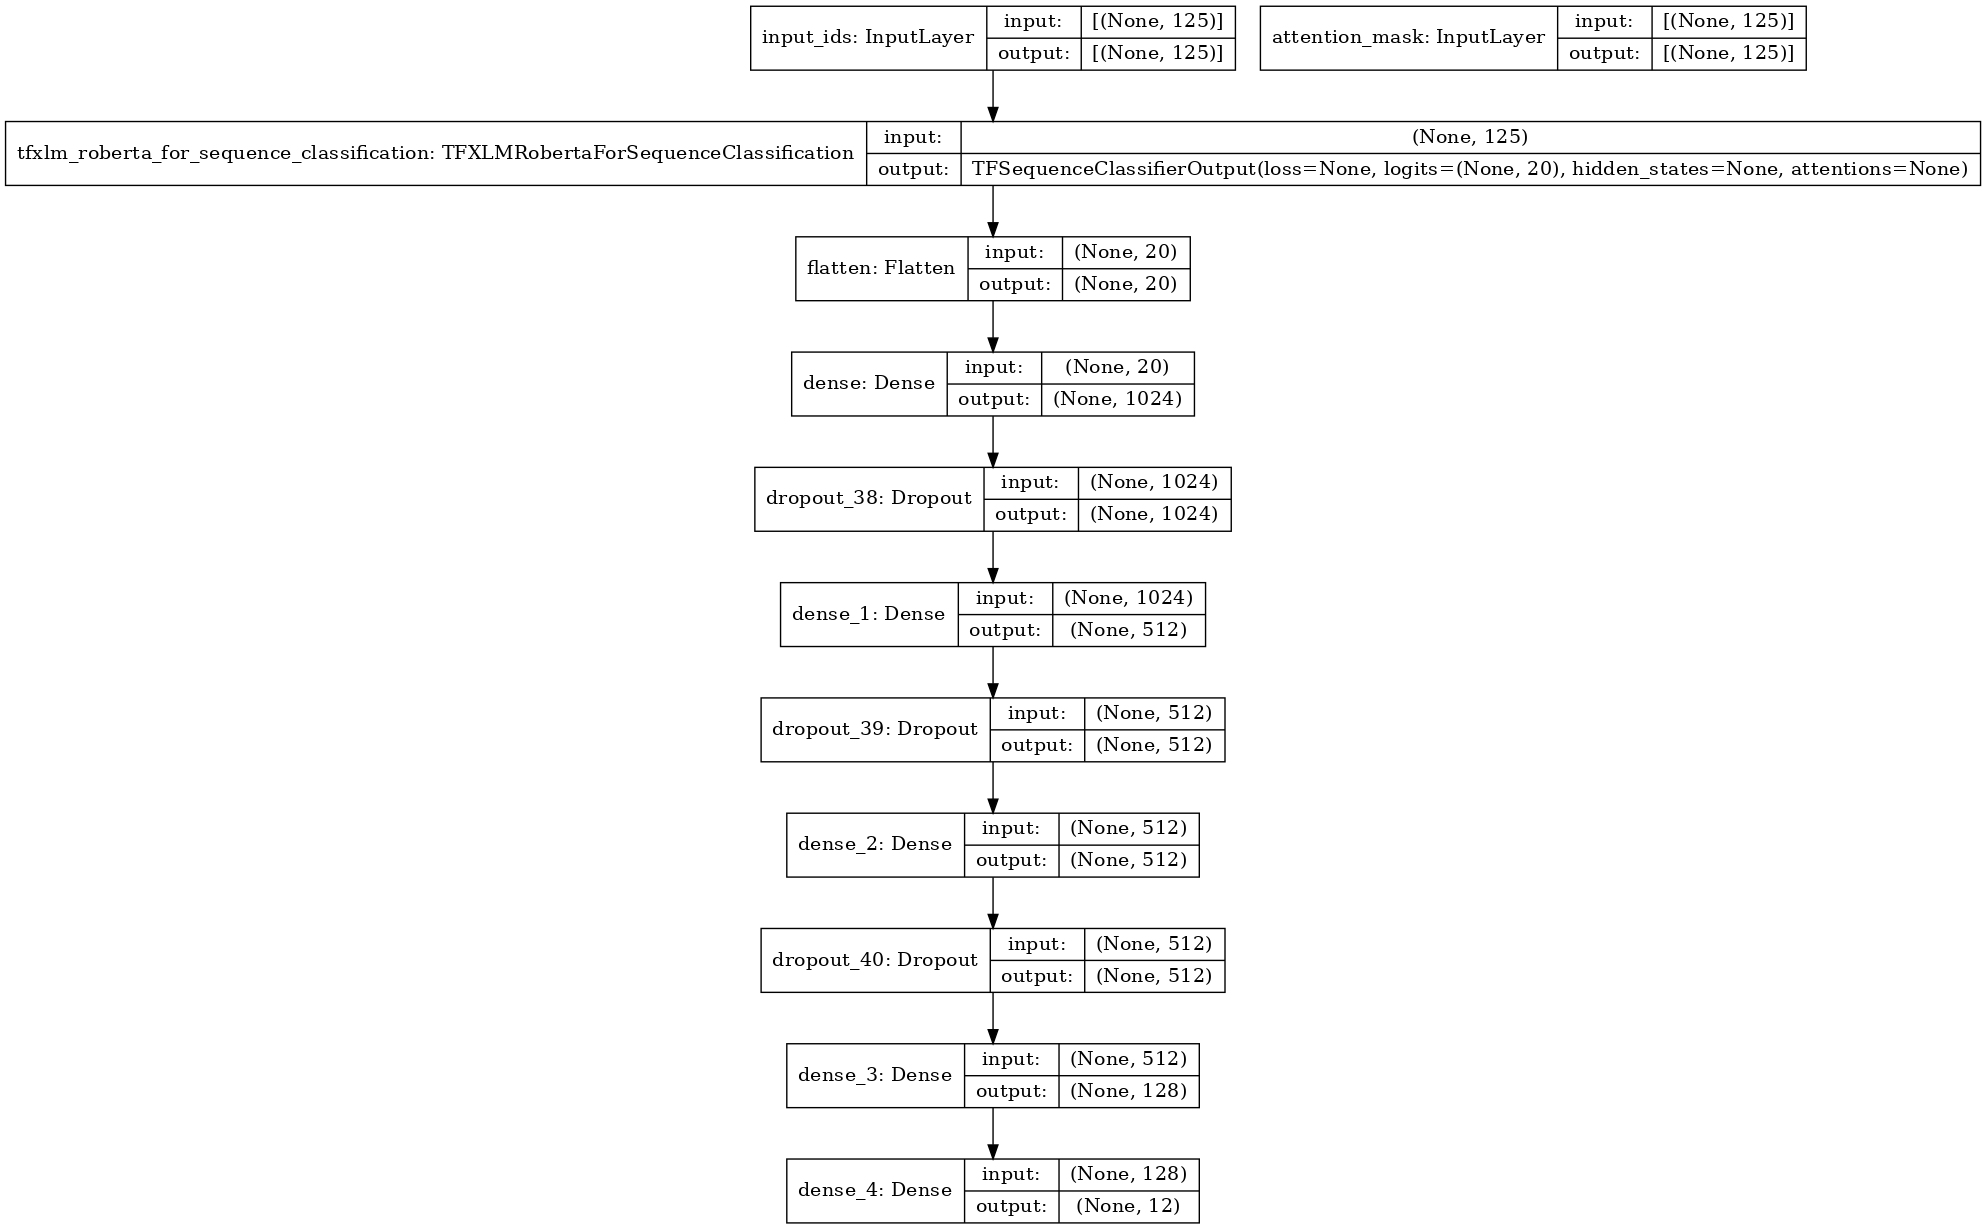 input_ids: InputLayer
input: [(None, 125)]
output: [(None, 125)]
attention_mask: InputLayer
input: [(None, 125)]
output: [(None, 125)]
tfxlm_roberta_for_sequence_classification: TFXLMRobertaForSequenceClassification
input: (None, 125)
output: TFSequenceClassifierOutput(loss=None, logits=(None, 20), hidden_states=None, attentions=None)
flatten: Flatten
input: (None, 20)
output: (None, 20)
dense: Dense
input: (None, 20)
output: (None, 1024)
dropout_38: Dropout
input: (None, 1024)
output: (None, 1024)
dense_1: Dense
input: (None, 1024)
output: (None, 512)
dropout_39: Dropout
input: (None, 512)
output: (None, 512)
dense_2: Dense
input: (None, 512)
output: (None, 512)
dropout_40: Dropout
input: (None, 512)
output: (None, 512)
dense_3: Dense
input: (None, 512)
output: (None, 128)
dense_4: Dense
input: (None, 128)
output: (None, 12)